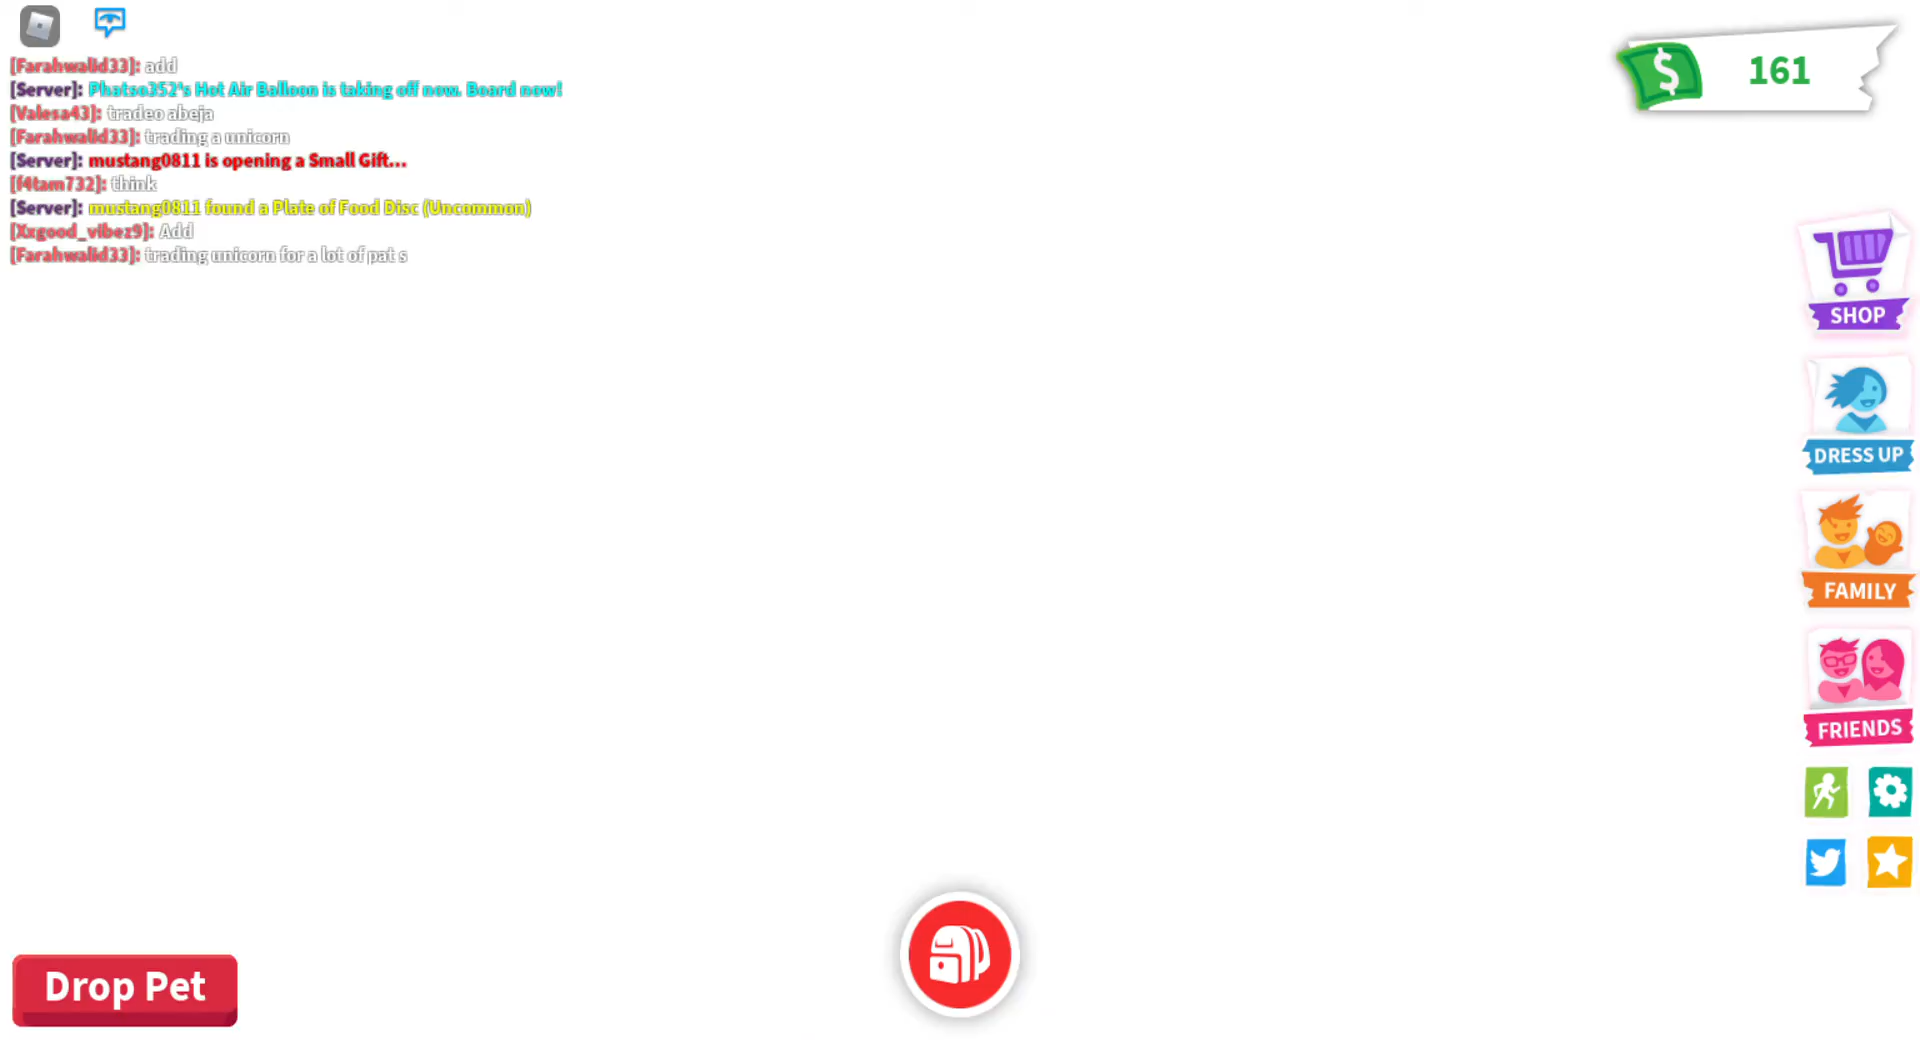 [Farahwalid33]: add
[Server]: Phatso352's Hot Air Balloon is taking off now. Board now!
[Valesa43]: tradeo abeja
[Farahwalid33]: trading a unicorn
[Server]: mustang0811 is opening a Small Gift...
[f4tam732]: think
[Server]: mustang0811 found a Plate of Food Disc (Uncommon)
[Xxgood_vibez9]: Add
[Farahwalid33]: trading unicorn for a lot of pat s
$ 161
SHOP
DRESS UP
FAMILY
FRIENDS
Drop Pet